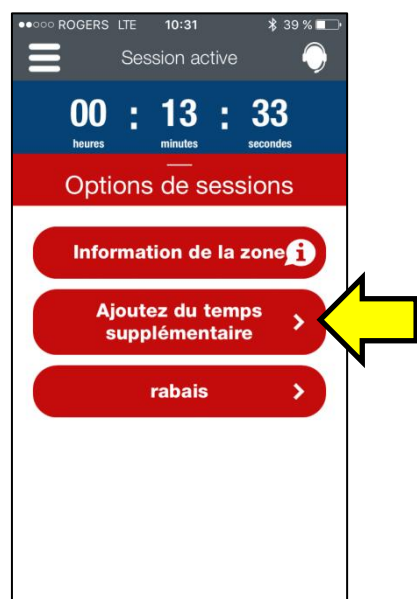 ROGERS LTE 10:31 39 %
Session active
00 : 13 : 33
heures minutes secondes
Options de sessions
Information de la zone i
Ajoutez du temps
supplémentaire >
rabais >